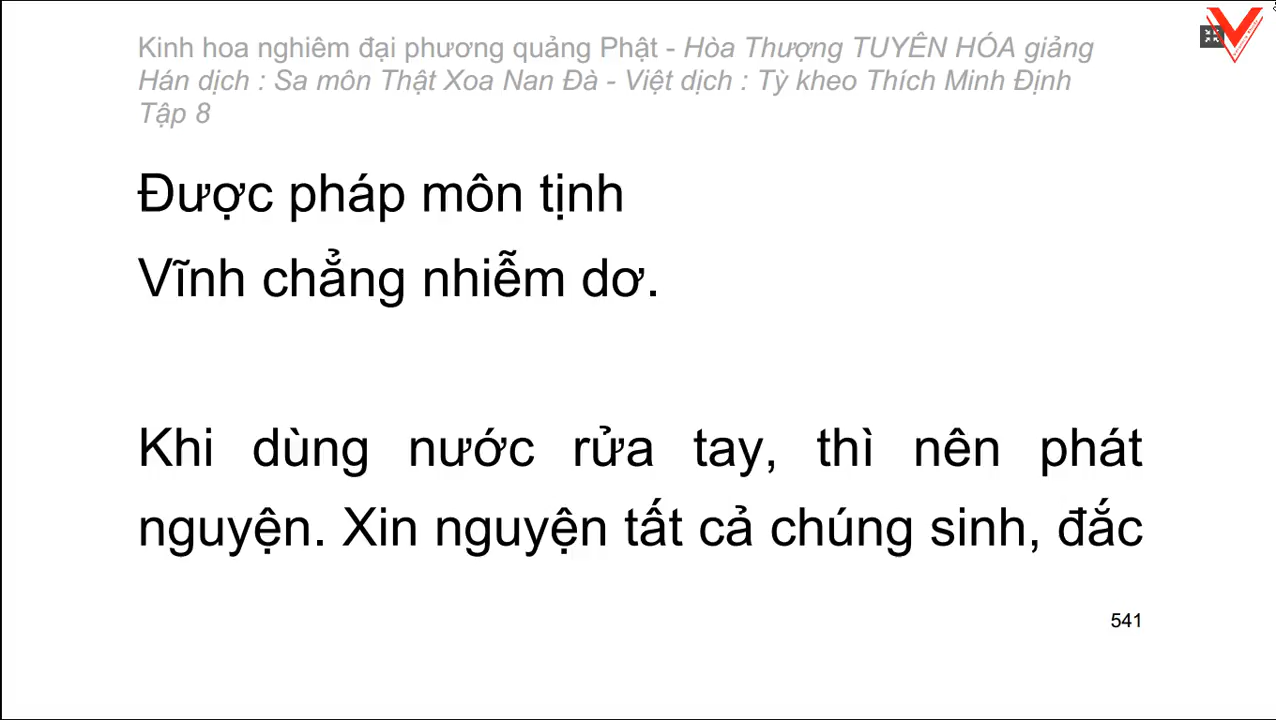 Kinh hoa nghiêm đại phương quảng Phật - Hòa Thượng TUYÊN HÓA giảng
Hán dịch : Sa môn Thật Xoa Nan Đà - Việt dịch : Tỳ kheo Thích Minh Định
Tập 8
Được pháp môn tịnh
Vĩnh chẳng nhiễm dơ.
Khi dùng nước rửa tay, thì nên phát
nguyện. Xin nguyện tất cả chúng sinh, đắc
541